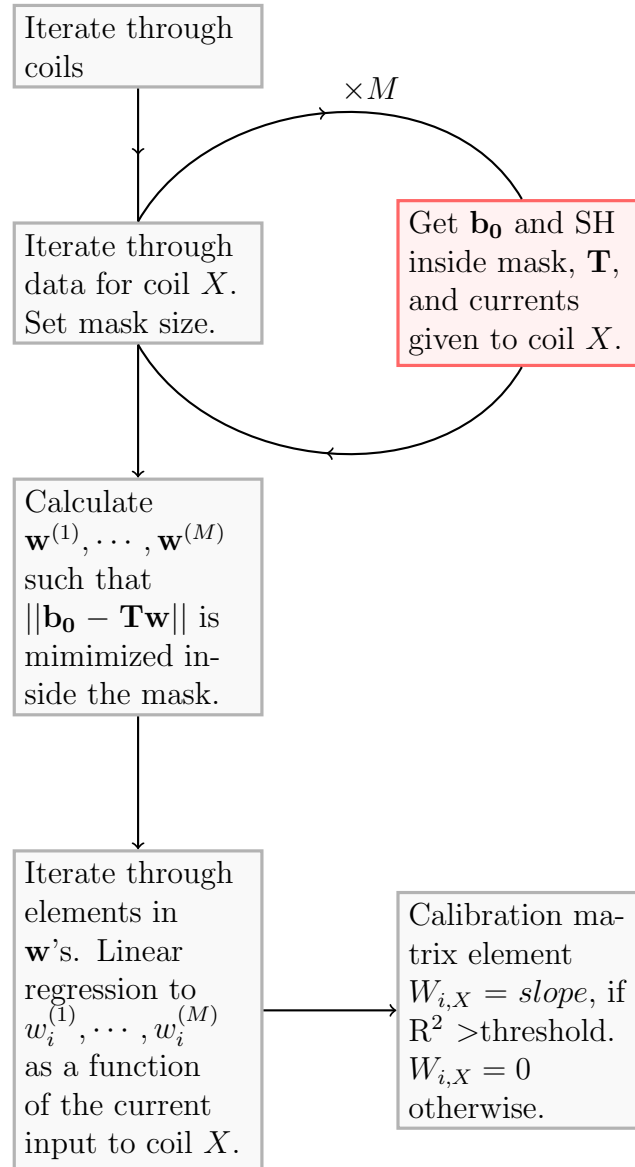 Iterate through
coils
×M
Iterate through
data for coil X.
Set mask size.
Get b₀ and SH
inside mask, T,
and currents
given to coil X.
Calculate
w⁽¹⁾, ⋯ , w⁽ᴹ⁾
such that
||b₀ − Tw|| is
mimimized in-
side the mask.
Iterate through
elements in
w’s. Linear
regression to
wᵢ⁽¹⁾, ⋯ , wᵢ⁽ᴹ⁾
as a function
of the current
input to coil X.
Calibration ma-
trix element
W_{i,X} = slope, if
R² >threshold.
W_{i,X} = 0
otherwise.